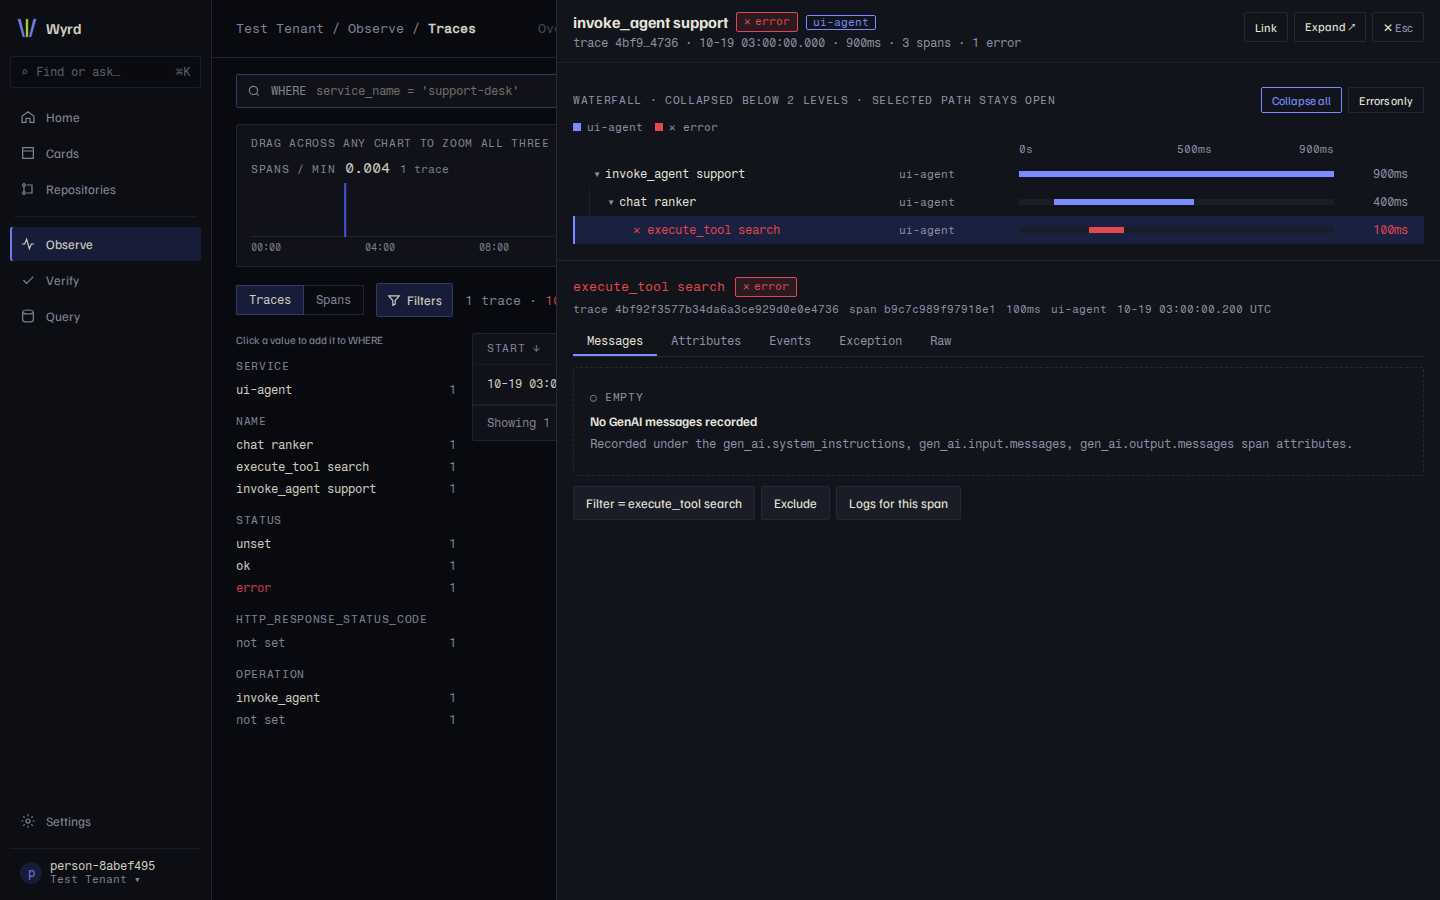 Wyrd
Find or ask… ⌘K
Home
Cards
Repositories
Observe
Verify
Query
Settings
p
person-8abef495
Test Tenant ▾
Test Tenant / Observe / Traces
WHERE service_name = 'support-desk'
DRAG ACROSS ANY CHART TO ZOOM ALL THREE
SPANS / MIN 0.004 1 trace
00:00 04:00 08:00
Traces Spans Filters 1 trace ·
Click a value to add it to WHERE
SERVICE
ui-agent 1
NAME
chat ranker 1
execute_tool search 1
invoke_agent support 1
STATUS
unset 1
ok 1
error 1
HTTP_RESPONSE_STATUS_CODE
not set 1
OPERATION
invoke_agent 1
not set 1
START ↓
10-19 03:0
Showing 1
invoke_agent support ✕ error ui-agent
trace 4bf9…4736 · 10-19 03:00:00.000 · 900ms · 3 spans · 1 error
Link Expand ↗ ✕ Esc
WATERFALL · COLLAPSED BELOW 2 LEVELS · SELECTED PATH STAYS OPEN
Collapse all Errors only
ui-agent ✕ error
0s 500ms 900ms
▾ invoke_agent support ui-agent 900ms
▾ chat ranker ui-agent 400ms
✕ execute_tool search ui-agent 100ms
execute_tool search ✕ error
trace 4bf92f3577b34da6a3ce929d0e0e4736 span b9c7c989f97918e1 100ms ui-agent 10-19 03:00:00.200 UTC
Messages Attributes Events Exception Raw
○ EMPTY
No GenAI messages recorded
Recorded under the gen_ai.system_instructions, gen_ai.input.messages, gen_ai.output.messages span attributes.
Filter = execute_tool search Exclude Logs for this span